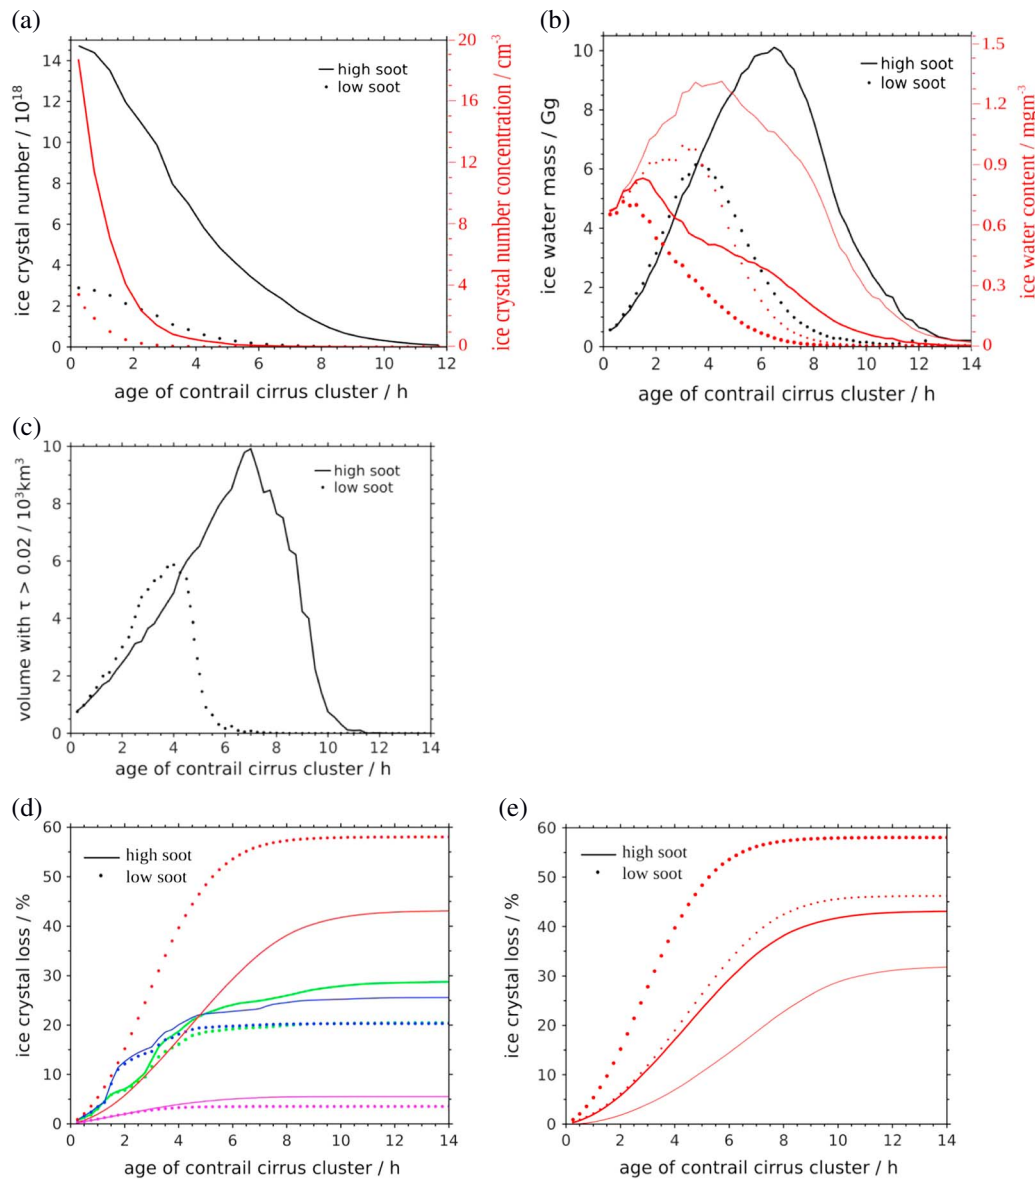 (a)
14
12
10
8
6
4
2
0
ice crystal number / 10^18
20
16
12
8
4
0
ice crystal number concentration / cm^-3
high soot
low soot
0 2 4 6 8 10 12
age of contrail cirrus cluster / h
(b)
10
8
6
4
2
0
ice water mass / Gg
1.5
1.2
0.9
0.6
0.3
0
ice water content / mgm^-3
high soot
low soot
0 2 4 6 8 10 12 14
age of contrail cirrus cluster / h
(c)
10
8
6
4
2
0
volume with τ > 0.02 / 10^3km^3
high soot
low soot
0 2 4 6 8 10 12 14
age of contrail cirrus cluster / h
(d)
60
50
40
30
20
10
0
ice crystal loss / %
high soot
low soot
0 2 4 6 8 10 12 14
age of contrail cirrus cluster / h
(e)
60
50
40
30
20
10
0
ice crystal loss / %
high soot
low soot
0 2 4 6 8 10 12 14
age of contrail cirrus cluster / h